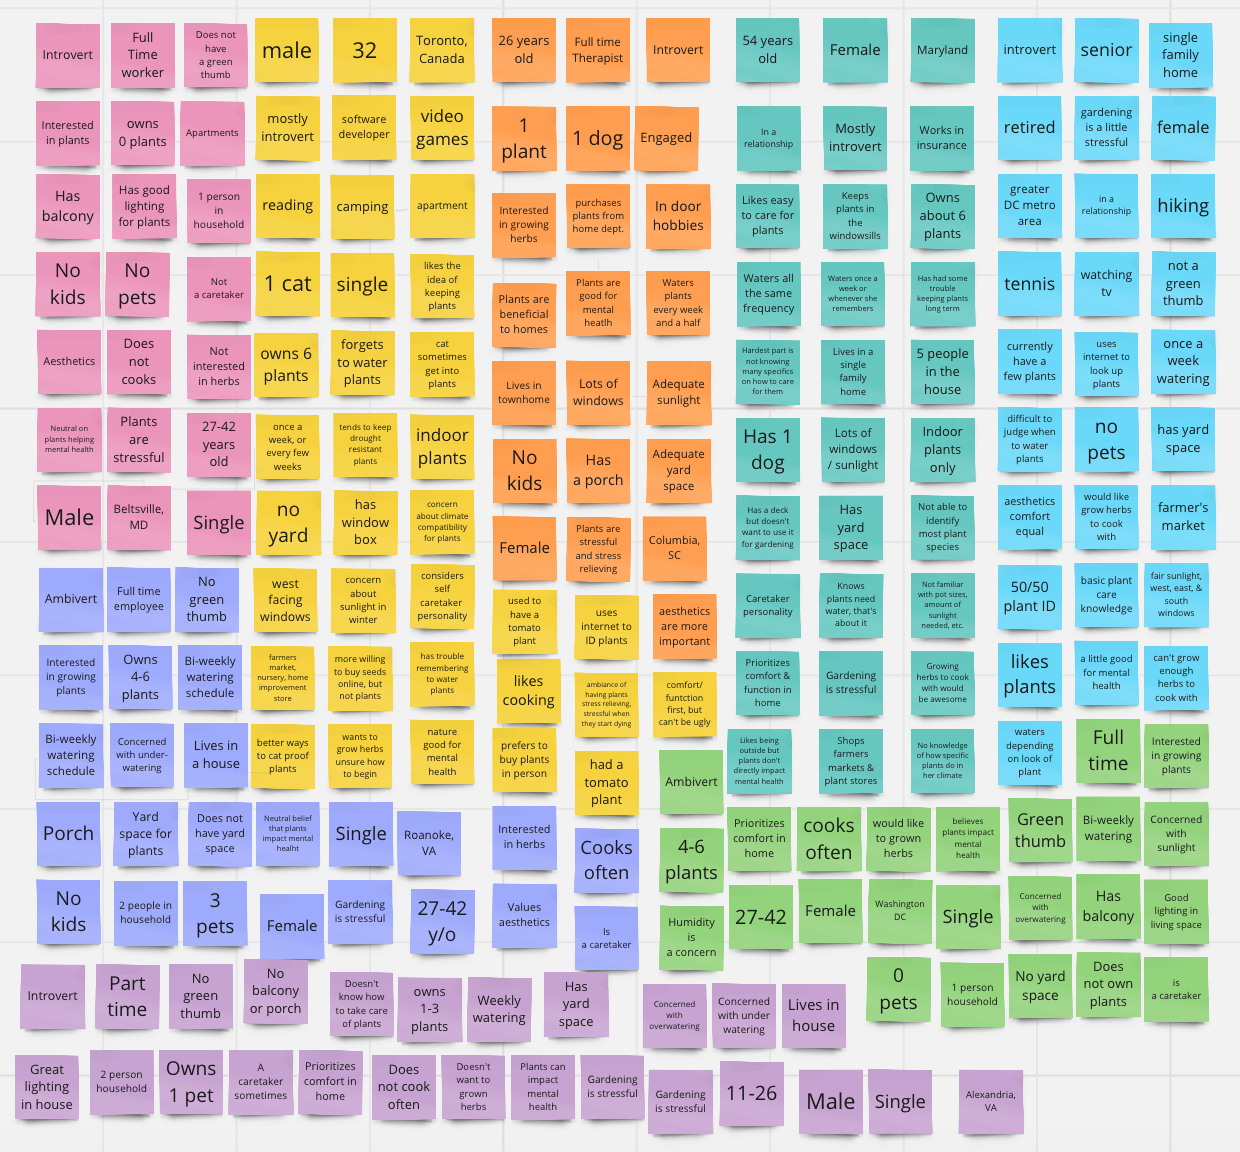 Introvert
Full
Time
worker
Does not
have
a green
thumb
male
32
Toronto,
Canada
26 years
old
Full time
Therapist
Introvert
54 years
old
Female
Maryland
introvert
senior
single
family
home
Interested
in plants
owns
0 plants
Apartments
mostly
introvert
software
developer
video
games
1
plant
1 dog
Engaged
In a
relationship
Mostly
introvert
Works in
insurance
retired
gardening
is a little
stressful
female
Has
balcony
Has good
lighting
for plants
1 person
in
household
reading
camping
apartment
Interested
in growing
herbs
purchases
plants from
home dept.
In door
hobbies
Likes easy
to care for
plants
Keeps
plants in
the
windowsills
Owns
about 6
plants
greater
DC metro
area
in a
relationship
hiking
No
kids
No
pets
Not
a caretaker
1 cat
single
likes the
idea of
keeping
plants
Plants are
beneficial
to homes
Plants are
good for
mental
heatlh
Waters
plants
every week
and a half
Waters all
the same
frequency
Waters once a
week or
whenever she
remembers
Has had some
trouble
keeping plants
long term
tennis
watching
tv
not a
green
thumb
Aesthetics
Does
not
cooks
Not
interested
in herbs
owns 6
plants
forgets
to water
plants
cat
sometimes
get into
plants
Lives in
townhome
Lots of
windows
Adequate
sunlight
Hardest part is
not knowing
many specifics
on how to care
for them
Lives in a
single
family
home
5 people
in the
house
currently
have a
few plants
uses
internet to
look up
plants
once a
week
watering
Neutral on
plants helping
mental health
Plants
are
stressful
27-42
years
old
once a
week, or
every few
weeks
tends to keep
drought
resistant
plants
indoor
plants
No
kids
Has
a porch
Adequate
yard
space
Has 1
dog
Lots of
windows
/ sunlight
Indoor
plants
only
difficult to
judge when
to water
plants
no
pets
has yard
space
Male
Beltsville,
MD
Single
no
yard
has
window
box
concern
about climate
compatibility
for plants
Female
Plants are
stressful
and stress
relieving
Columbia,
SC
Has a deck
but doesn't
want to use it
for gardening
Has
yard
space
Not able to
identify
most plant
species
aesthetics
comfort
equal
would like
grow herbs
to cook
with
farmer's
market
Ambivert
Full time
employee
No
green
thumb
west
facing
windows
concern
about
sunlight in
winter
considers
self
caretaker
personality
used to
have a
tomato
plant
uses
internet to
ID plants
aesthetics
are more
important
Caretaker
personality
Knows
plants need
water, that's
about it
Not familiar
with pot sizes,
amount of
sunlight
needed, etc.
50/50
plant ID
basic plant
care
knowledge
fair sunlight,
west, east, &
south
windows
Interested
in growing
plants
Owns
4-6
plants
Bi-weekly
watering
schedule
farmers
market,
nursery, home
improvement
store
more willing
to buy seeds
online, but
not plants
has trouble
remembering
to water
plants
likes
cooking
ambiance of
having plants
stress relieving,
stressful when
they start dying
comfort/
funtction
first, but
can't be ugly
Prioritizes
comfort &
function in
home
Gardening
is stressful
Growing
herbs to cook
with would
be awesome
likes
plants
a little good
for mental
health
can't grow
enough
herbs to
cook with
Bi-weekly
watering
schedule
Concerned
with under-
watering
Lives in
a house
better ways
to cat proof
plants
wants to
grow herbs
unsure how
to begin
nature
good for
mental
health
prefers to
buy plants
in person
had a
tomato
plant
Ambivert
Likes being
outside but
plants don't
directly impact
mental health
Shops
farmers
markets &
plant stores
No knowledge
of how specific
plants do in
her climate
waters
depending
on look of
plant
Full
time
Interested
in growing
plants
Porch
Yard
space for
plants
Does not
have yard
space
Neutral belief
that plants
impact mental
healht
Single
Roanoke,
VA
Interested
in herbs
Cooks
often
4-6
plants
Prioritizes
comfort in
home
cooks
often
would like
to grown
herbs
believes
plants impact
mental
health
Green
thumb
Bi-weekly
watering
Concerned
with
sunlight
No
kids
2 people in
household
3
pets
Female
Gardening
is stressful
27-42
y/o
Values
aesthetics
Is
a caretaker
Humidity
is
a concern
27-42
Female
Washington
DC
Single
Concerned
with
overwatering
Has
balcony
Good
lighting in
living space
Introvert
Part
time
No
green
thumb
No
balcony
or porch
Doesn't
know how
to take care
of plants
owns
1-3
plants
Weekly
watering
Has
yard
space
Concerned
with
overwatering
Concerned
with under
watering
Lives in
house
0
pets
1 person
household
No yard
space
Does
not own
plants
is
a caretaker
Great
lighting
in house
2 person
household
Owns
1 pet
A
caretaker
sometimes
Prioritizes
comfort in
home
Does
not cook
often
Doesn't
want to
grown
herbs
Plants can
impact
mental
health
Gardening
is stressful
Gardening
is stressful
11-26
Male
Single
Alexandria,
VA